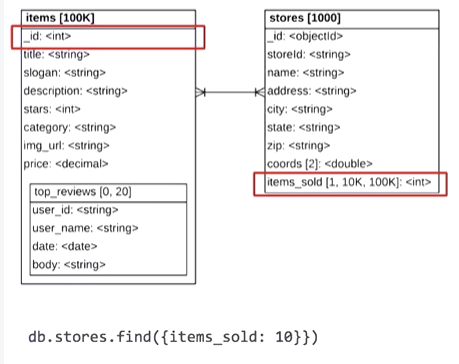 items [100K]
_id: <int>
title: <string>
slogan: <string>
description: <string>
stars: <int>
category: <string>
img_url: <string>
price: <decimal>
top_reviews [0, 20]
user_id: <string>
user_name: <string>
date: <date>
body: <string>
stores [1000]
_id: <objectId>
storeId: <string>
name: <string>
address: <string>
city: <string>
state: <string>
zip: <string>
coords [2]: <double>
items_sold [1, 10K, 100K]: <int>
db.stores.find({items_sold: 10}})